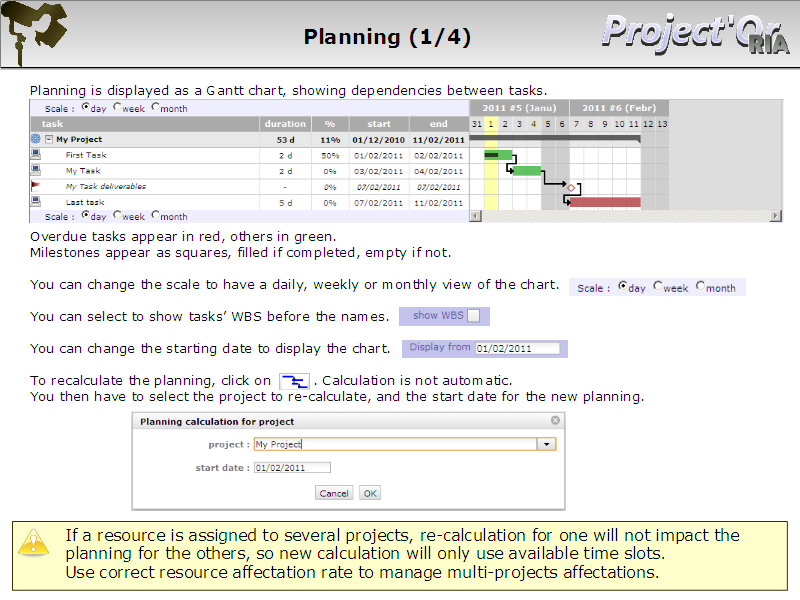 Planning (1/4)
Project'Or
RIA
Planning is displayed as a Gantt chart, showing dependencies between tasks.
Scale : day week month
2011 #5 (Janu) 2011 #6 (Febr)
task duration % start end 31 1 2 3 4 5 6 7 8 9 10 11 12 13
My Project 53 d 11% 01/12/2010 11/02/2011
First Task 2 d 50% 01/02/2011 02/02/2011
My Task 2 d 0% 03/02/2011 04/02/2011
My Task deliverables - 0% 07/02/2011 07/02/2011
Last task 5 d 0% 07/02/2011 11/02/2011
Scale : day week month
Overdue tasks appear in red, others in green.
Milestones appear as squares, filled if completed, empty if not.
You can change the scale to have a daily, weekly or monthly view of the chart. Scale : day week month
You can select to show tasks’ WBS before the names. show WBS
You can change the starting date to display the chart. Display from 01/02/2011
To recalculate the planning, click on . Calculation is not automatic.
You then have to select the project to re-calculate, and the start date for the new planning.
Planning calculation for project
project : My Project
start date : 01/02/2011
Cancel OK
If a resource is assigned to several projects, re-calculation for one will not impact the
planning for the others, so new calculation will only use available time slots.
Use correct resource affectation rate to manage multi-projects affectations.